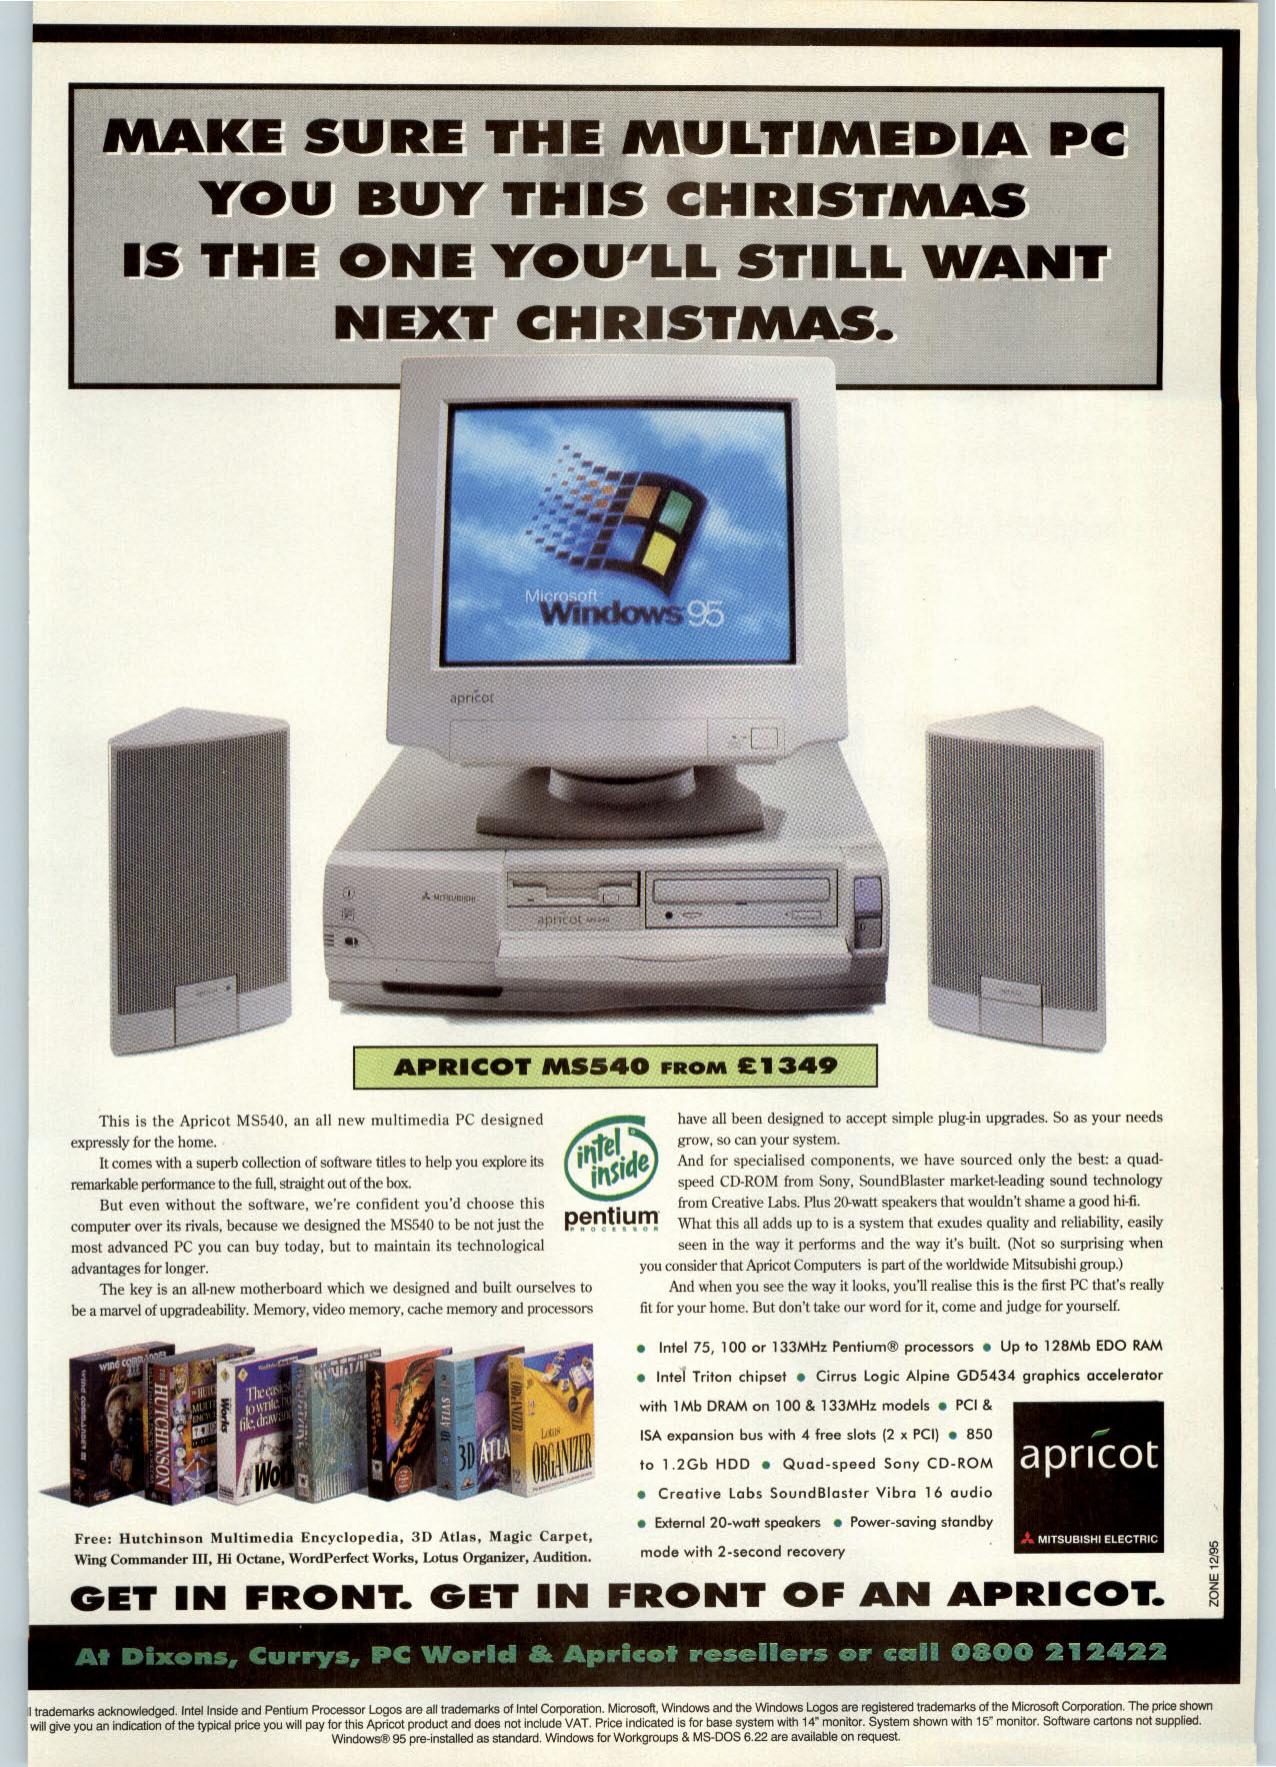 MAKE SURE THE MULTIMEDIA PC
YOU BUY THIS CHRISTMAS
IS THE ONE YOU'LL STILL WANT
NEXT CHRISTMAS.
Microsoft
Windows 95
apricot
MITSUBISHI
apricot MS540
APRICOT MS540 FROM £1349
This is the Apricot MS540, an all new multimedia PC designed
expressly for the home.
It comes with a superb collection of software titles to help you explore its
remarkable performance to the full, straight out of the box.
But even without the software, we're confident you'd choose this
computer over its rivals, because we designed the MS540 to be not just the
most advanced PC you can buy today, but to maintain its technological
advantages for longer.
The key is an all-new motherboard which we designed and built ourselves to
be a marvel of upgradeability. Memory, video memory, cache memory and processors
intel
inside
pentium
PROCESSOR
have all been designed to accept simple plug-in upgrades. So as your needs
grow, so can your system.
And for specialised components, we have sourced only the best: a quad-
speed CD-ROM from Sony, SoundBlaster market-leading sound technology
from Creative Labs. Plus 20-watt speakers that wouldn't shame a good hi-fi.
What this all adds up to is a system that exudes quality and reliability, easily
seen in the way it performs and the way it's built. (Not so surprising when
you consider that Apricot Computers is part of the worldwide Mitsubishi group.)
And when you see the way it looks, you'll realise this is the first PC that's really
fit for your home. But don't take our word for it, come and judge for yourself.
WING COMMANDER
WING COMMANDER III
THE HUTCHINSON
Works
The easiest
to write,
file, draw and
3D ATLAS
3D ATLA
ORGANIZER
Lotus
ORGANIZER
Free: Hutchinson Multimedia Encyclopedia, 3D Atlas, Magic Carpet,
Wing Commander III, Hi Octane, WordPerfect Works, Lotus Organizer, Audition.
• Intel 75, 100 or 133MHz Pentium® processors • Up to 128Mb EDO RAM
• Intel Triton chipset • Cirrus Logic Alpine GD5434 graphics accelerator
with 1Mb DRAM on 100 & 133MHz models • PCI &
ISA expansion bus with 4 free slots (2 x PCI) • 850
to 1.2Gb HDD • Quad-speed Sony CD-ROM
• Creative Labs SoundBlaster Vibra 16 audio
• External 20-watt speakers • Power-saving standby
mode with 2-second recovery
apricot
MITSUBISHI ELECTRIC
ZONE 12/95
GET IN FRONT. GET IN FRONT OF AN APRICOT.
At Dixons, Currys, PC World & Apricot resellers or call 0800 212422
l trademarks acknowledged. Intel Inside and Pentium Processor Logos are all trademarks of Intel Corporation. Microsoft, Windows and the Windows Logos are registered trademarks of the Microsoft Corporation. The price shown
will give you an indication of the typical price you will pay for this Apricot product and does not include VAT. Price indicated is for base system with 14" monitor. System shown with 15" monitor. Software cartons not supplied.
Windows® 95 pre-installed as standard. Windows for Workgroups & MS-DOS 6.22 are available on request.